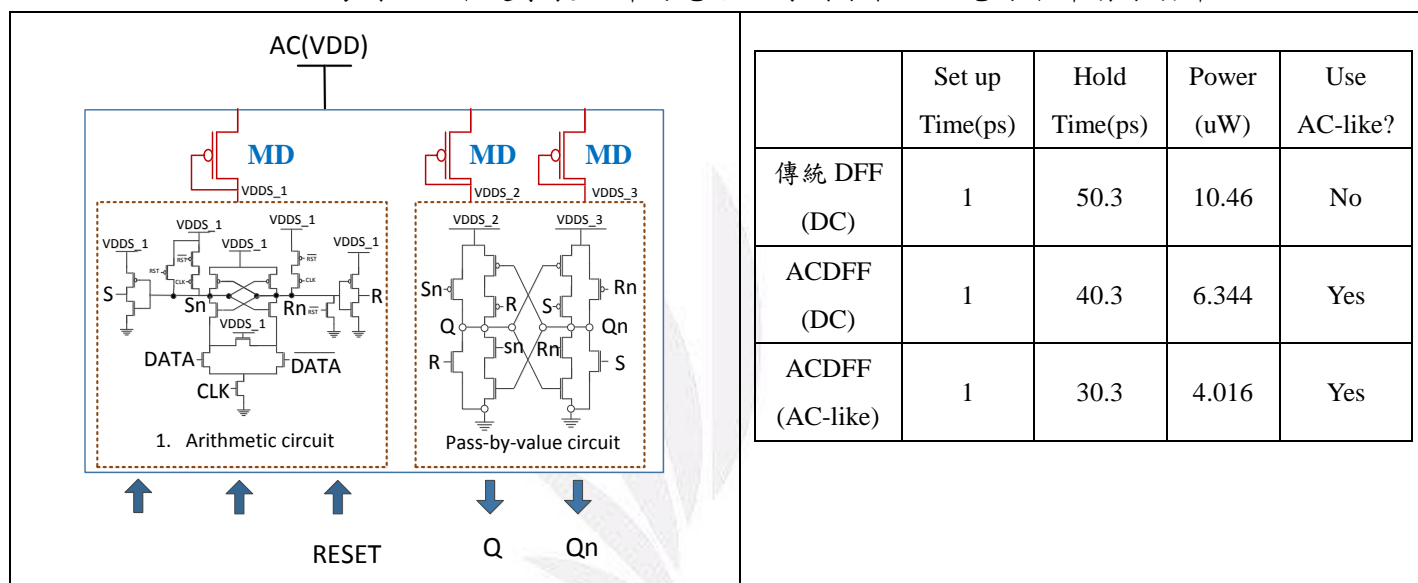 AC(VDD)
MD
MD
MD
VDDS_1
VDDS_2
VDDS_3
VDDS_1
VDDS_1
VDDS_1
VDDS_1
VDDS_1
RST
RST
CLK
RST
CLK
S
Sn
Rn
RST
R
VDDS_1
DATA
DATA
CLK
1. Arithmetic circuit
VDDS_2
VDDS_3
Sn
R
S
Rn
Q
Qn
R
sn
Rn
S
Pass-by-value circuit
RESET
Q
Qn
Set up Time(ps)
Hold Time(ps)
Power (uW)
Use AC-like?
傳統 DFF (DC)
1
50.3
10.46
No
ACDFF (DC)
1
40.3
6.344
Yes
ACDFF (AC-like)
1
30.3
4.016
Yes